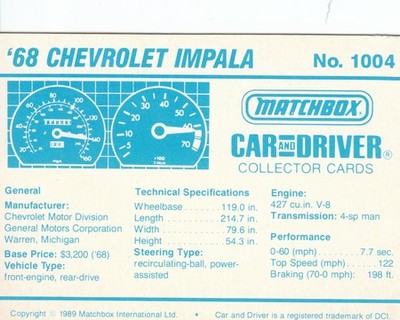 '68 CHEVROLET IMPALA No. 1004
MATCHBOX
CAR AND DRIVER®
COLLECTOR CARDS
General
Manufacturer:
Chevrolet Motor Division
General Motors Corporation
Warren, Michigan
Base Price: $3,200 ('68)
Vehicle Type:
front-engine, rear-drive
Technical Specifications
Wheelbase 119.0 in.
Length 214.7 in.
Width 79.6 in.
Height 54.3 in.
Steering Type:
recirculating-ball, power-
assisted
Engine:
427 cu.in. V-8
Transmission: 4-sp man
Performance
0-60 (mph) 7.7 sec.
Top Speed (mph) 122
Braking (70-0 mph): 198 ft.
Copyright © 1989 Matchbox International Ltd.
Car and Driver is a registered trademark of DCI.